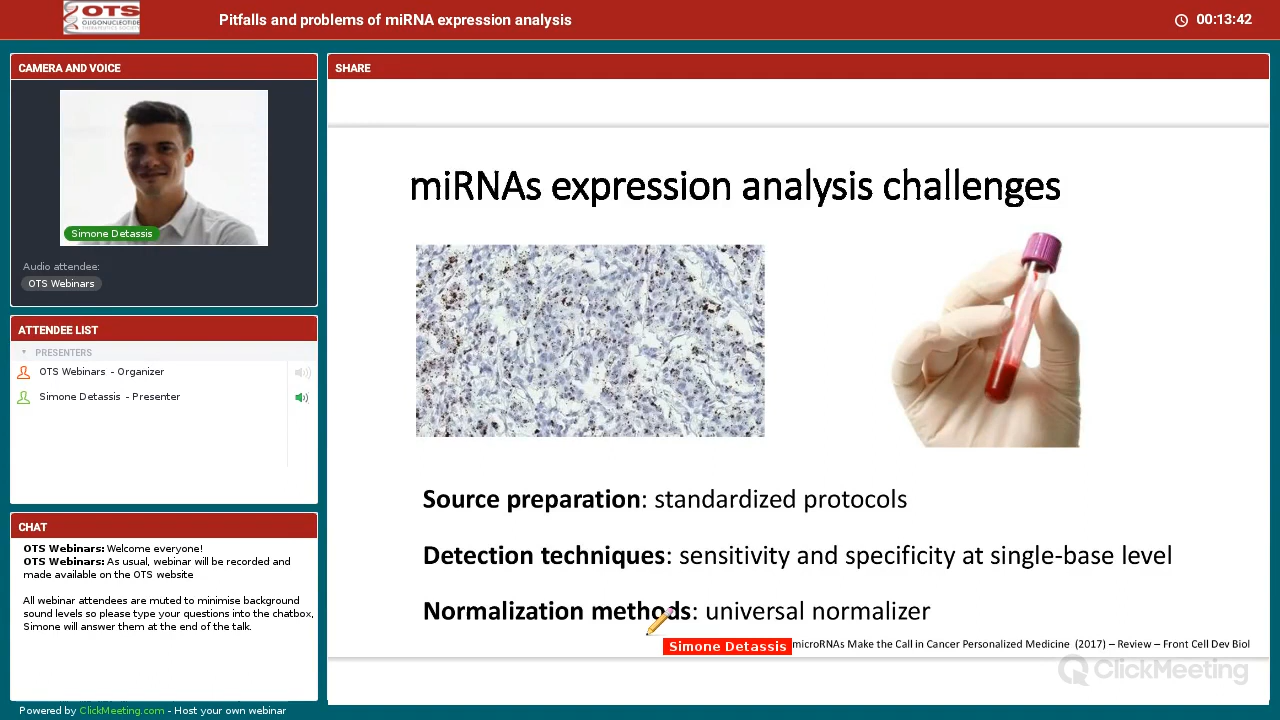 OTS
OLIGONUCLEOTIDE
THERAPEUTICS SOCIETY
Pitfalls and problems of miRNA expression analysis
00:13:42
CAMERA AND VOICE
Simone Detassis
Audio attendee:
OTS Webinars
ATTENDEE LIST
PRESENTERS
OTS Webinars - Organizer
Simone Detassis - Presenter
CHAT
OTS Webinars: Welcome everyone!
OTS Webinars: As usual, webinar will be recorded and
made available on the OTS website
All webinar attendees are muted to minimise background
sound levels so please type your questions into the chatbox,
Simone will answer them at the end of the talk.
Powered by ClickMeeting.com - Host your own webinar
SHARE
miRNAs expression analysis challenges
Source preparation: standardized protocols
Detection techniques: sensitivity and specificity at single-base level
Normalization methods: universal normalizer
Simone Detassis
microRNAs Make the Call in Cancer Personalized Medicine (2017) – Review – Front Cell Dev Biol
ClickMeeting